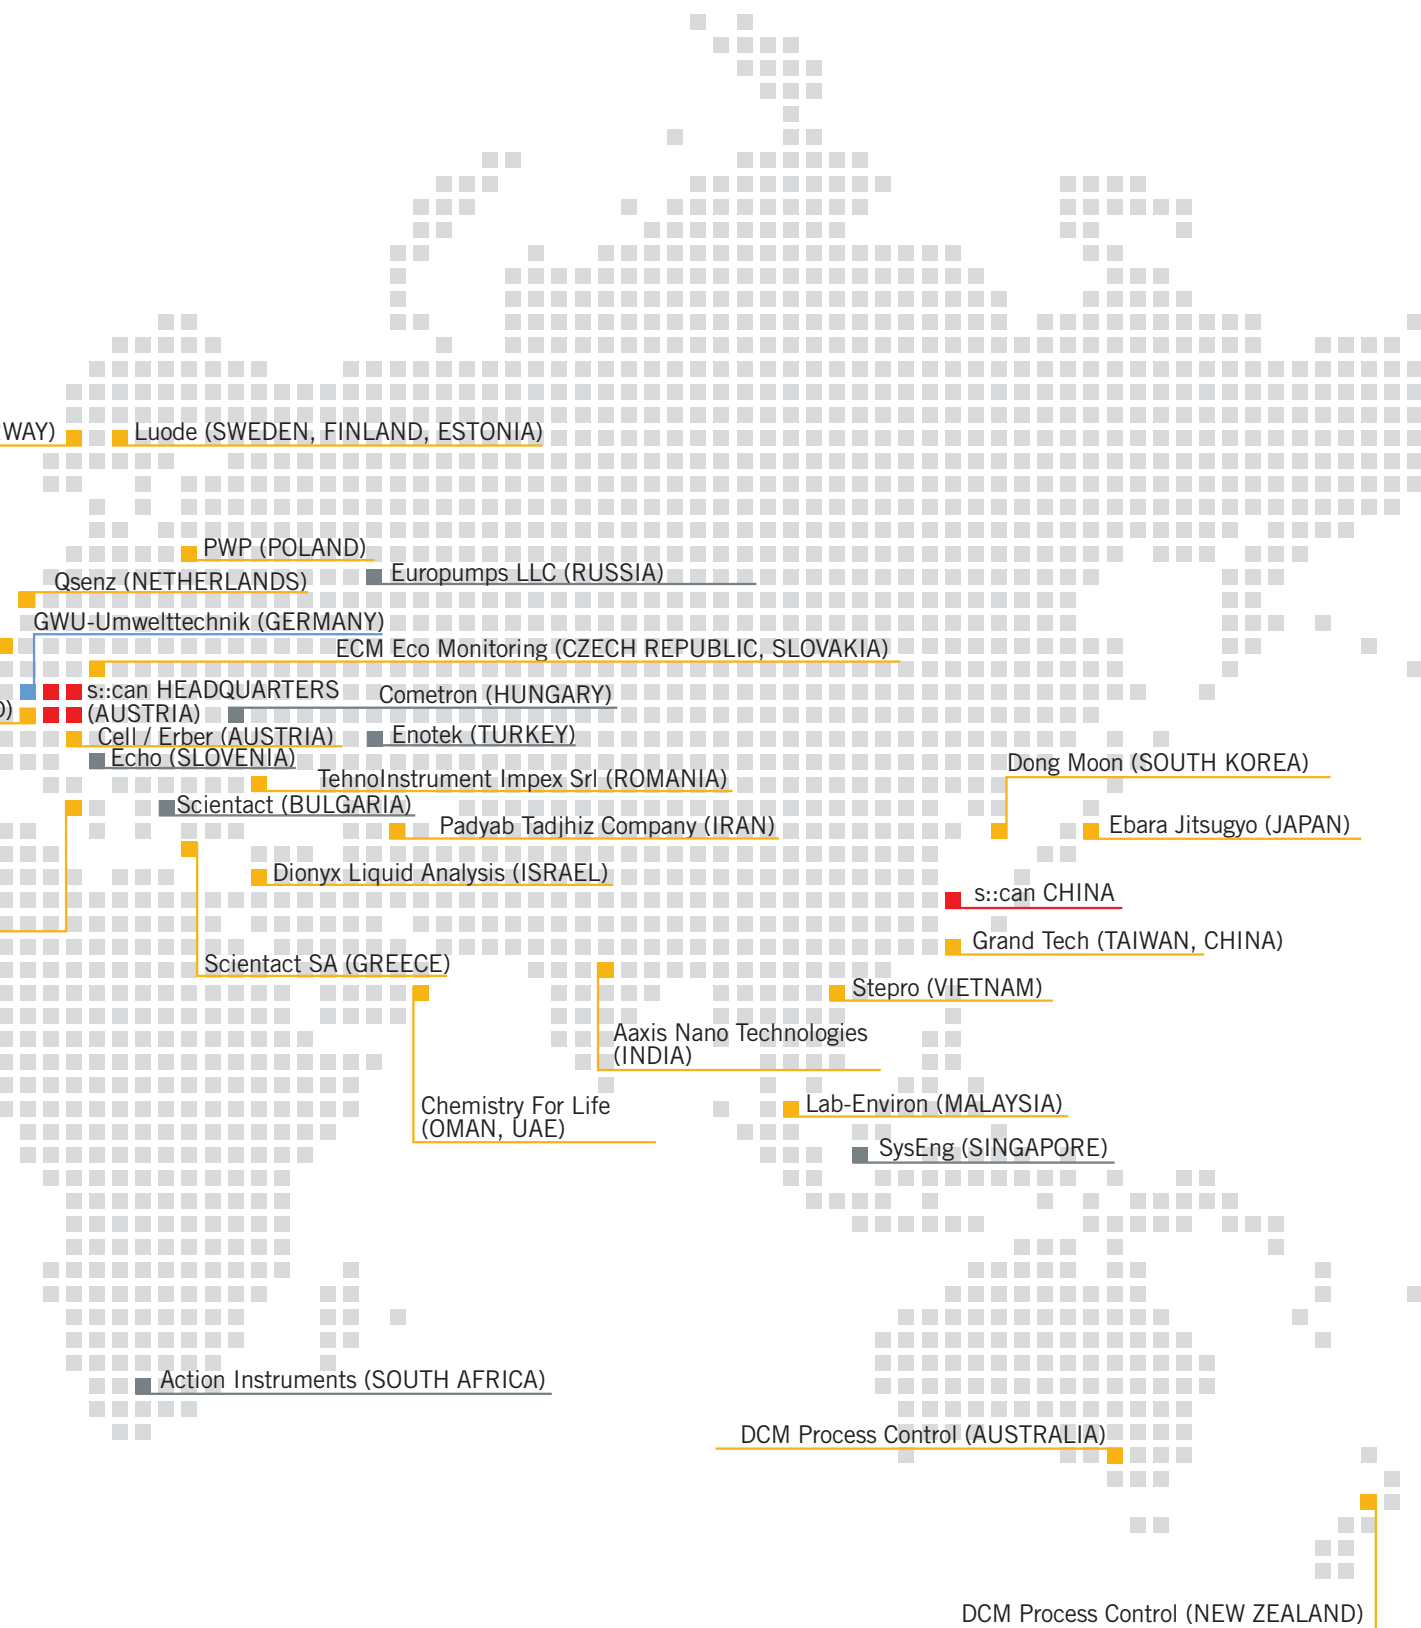 WAY)
Luode (SWEDEN, FINLAND, ESTONIA)
PWP (POLAND)
Europumps LLC (RUSSIA)
Qsenz (NETHERLANDS)
GWU-Umwelttechnik (GERMANY)
ECM Eco Monitoring (CZECH REPUBLIC, SLOVAKIA)
s::can HEADQUARTERS
(AUSTRIA)
Cometron (HUNGARY)
Cell / Erber (AUSTRIA)
Enotek (TURKEY)
Echo (SLOVENIA)
Dong Moon (SOUTH KOREA)
TehnoInstrument Impex Srl (ROMANIA)
Scientact (BULGARIA)
Padyab Tadjhiz Company (IRAN)
Ebara Jitsugyo (JAPAN)
Dionyx Liquid Analysis (ISRAEL)
s::can CHINA
Grand Tech (TAIWAN, CHINA)
Scientact SA (GREECE)
Stepro (VIETNAM)
Aaxis Nano Technologies
(INDIA)
Chemistry For Life
(OMAN, UAE)
Lab-Environ (MALAYSIA)
SysEng (SINGAPORE)
Action Instruments (SOUTH AFRICA)
DCM Process Control (AUSTRALIA)
DCM Process Control (NEW ZEALAND)